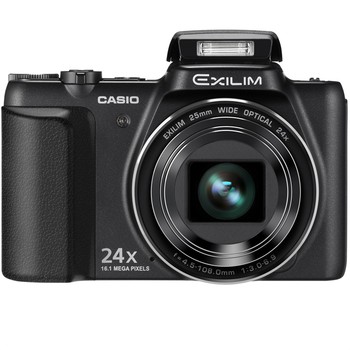 EXILIM
CASIO
EXILIM 25mm WIDE OPTICAL 24x
24x
16.1 MEGA PIXELS
f=4.5-108.0mm 1:3.0-6.9